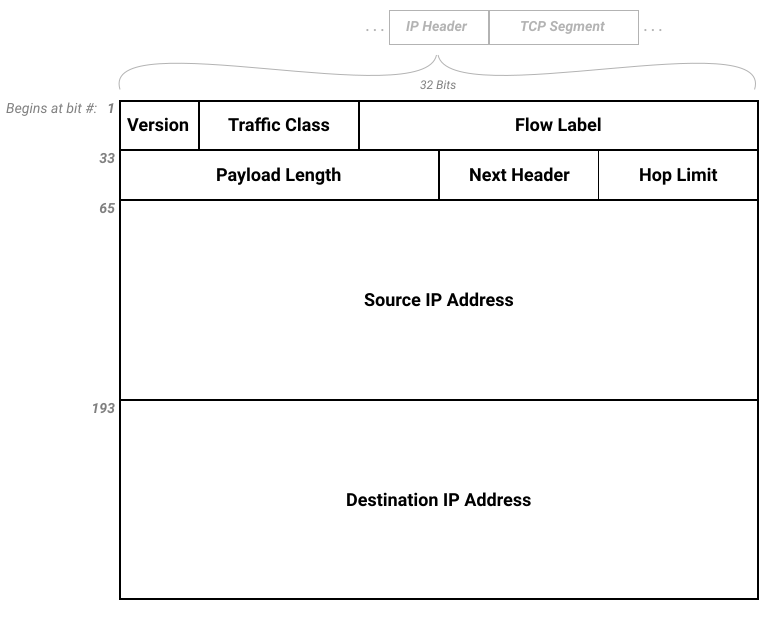 . . . IP Header TCP Segment . . .
32 Bits
Begins at bit #: 1
Version Traffic Class Flow Label
33
Payload Length Next Header Hop Limit
65
Source IP Address
193
Destination IP Address